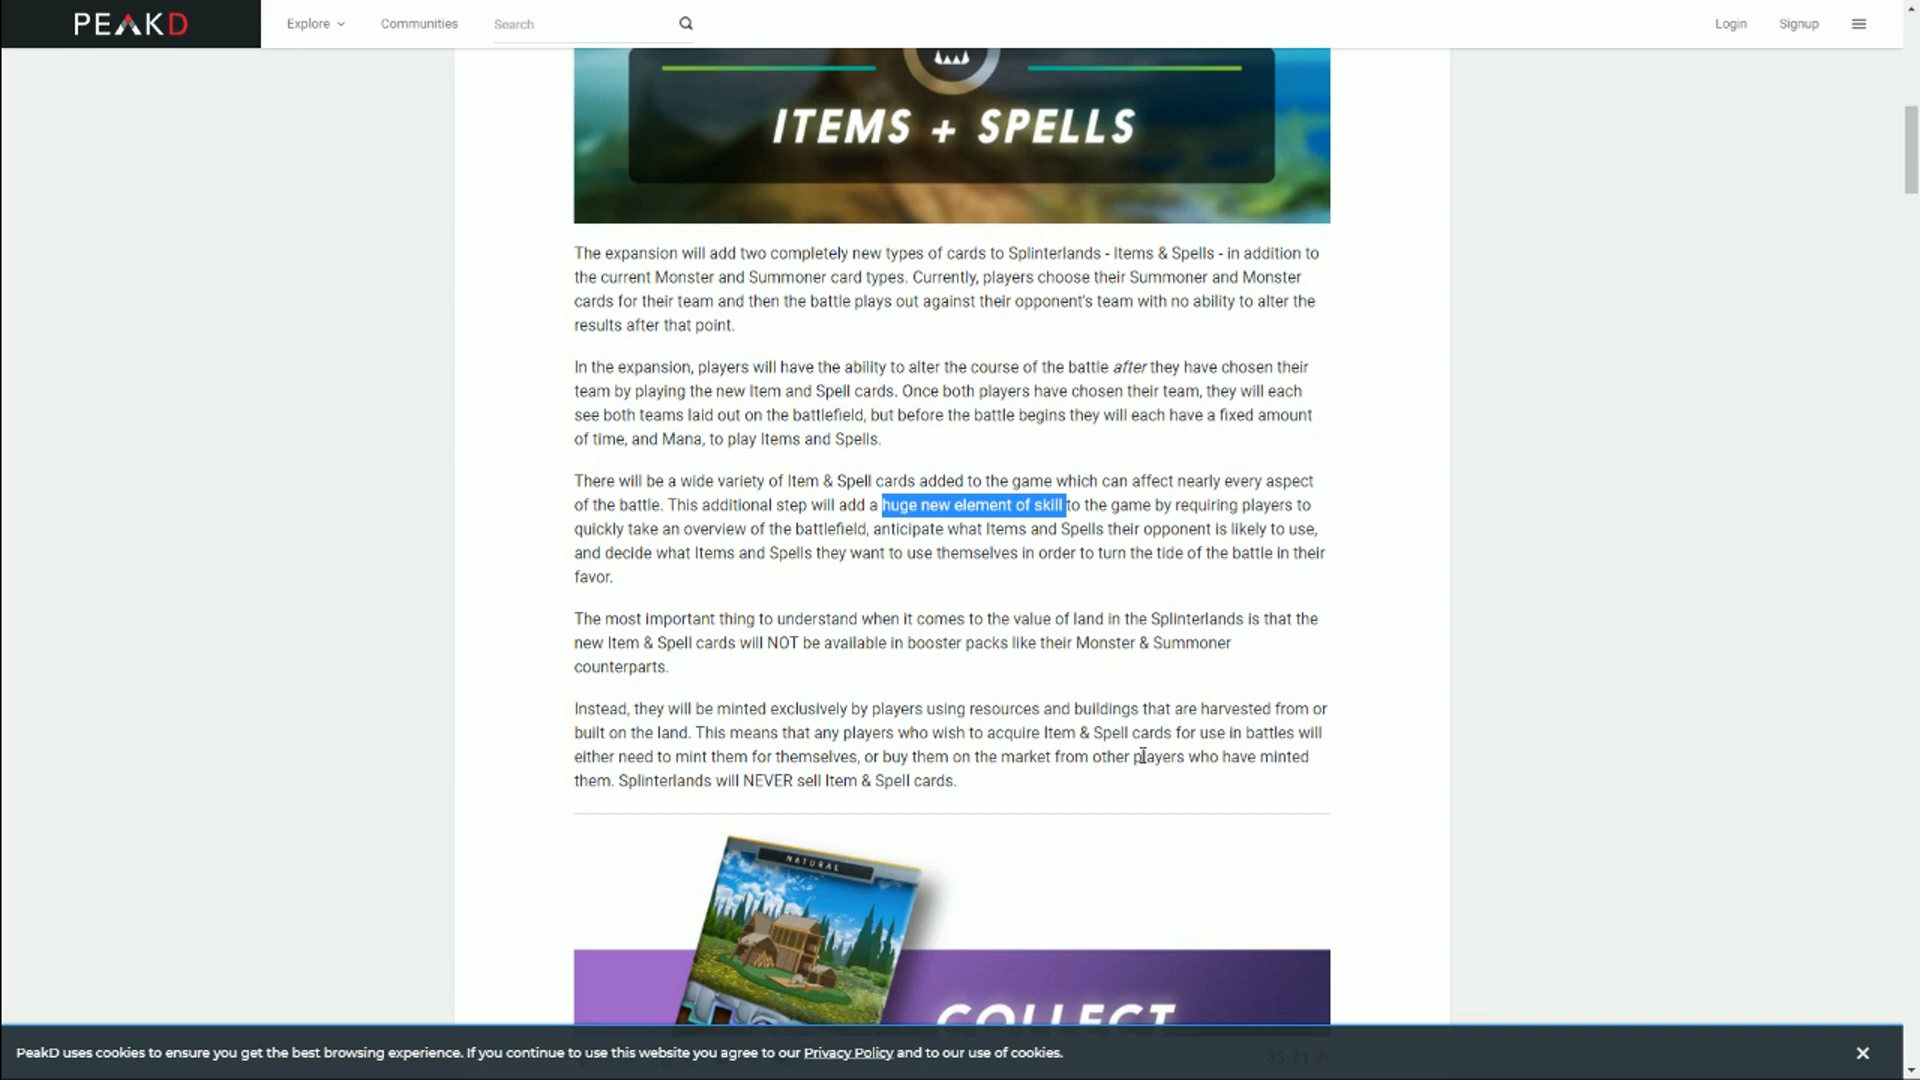 PEAKD
Explore
Communities
Search
Login
Signup
ITEMS + SPELLS
The expansion will add two completely new types of cards to Splinterlands - Items & Spells - in addition to
the current Monster and Summoner card types. Currently, players choose their Summoner and Monster
cards for their team and then the battle plays out against their opponent's team with no ability to alter the
results after that point.
In the expansion, players will have the ability to alter the course of the battle after they have chosen their
team by playing the new Item and Spell cards. Once both players have chosen their team, they will each
see both teams laid out on the battlefield, but before the battle begins they will each have a fixed amount
of time, and Mana, to play Items and Spells.
There will be a wide variety of Item & Spell cards added to the game which can affect nearly every aspect
of the battle. This additional step will add a huge new element of skill to the game by requiring players to
quickly take an overview of the battlefield, anticipate what Items and Spells their opponent is likely to use,
and decide what Items and Spells they want to use themselves in order to turn the tide of the battle in their
favor.
The most important thing to understand when it comes to the value of land in the Splinterlands is that the
new Item & Spell cards will NOT be available in booster packs like their Monster & Summoner
counterparts.
Instead, they will be minted exclusively by players using resources and buildings that are harvested from or
built on the land. This means that any players who wish to acquire Item & Spell cards for use in battles will
either need to mint them for themselves, or buy them on the market from other players who have minted
them. Splinterlands will NEVER sell Item & Spell cards.
NATURAL
COLLECT
PeakD uses cookies to ensure you get the best browsing experience. If you continue to use this website you agree to our Privacy Policy and to our use of cookies.
33.71